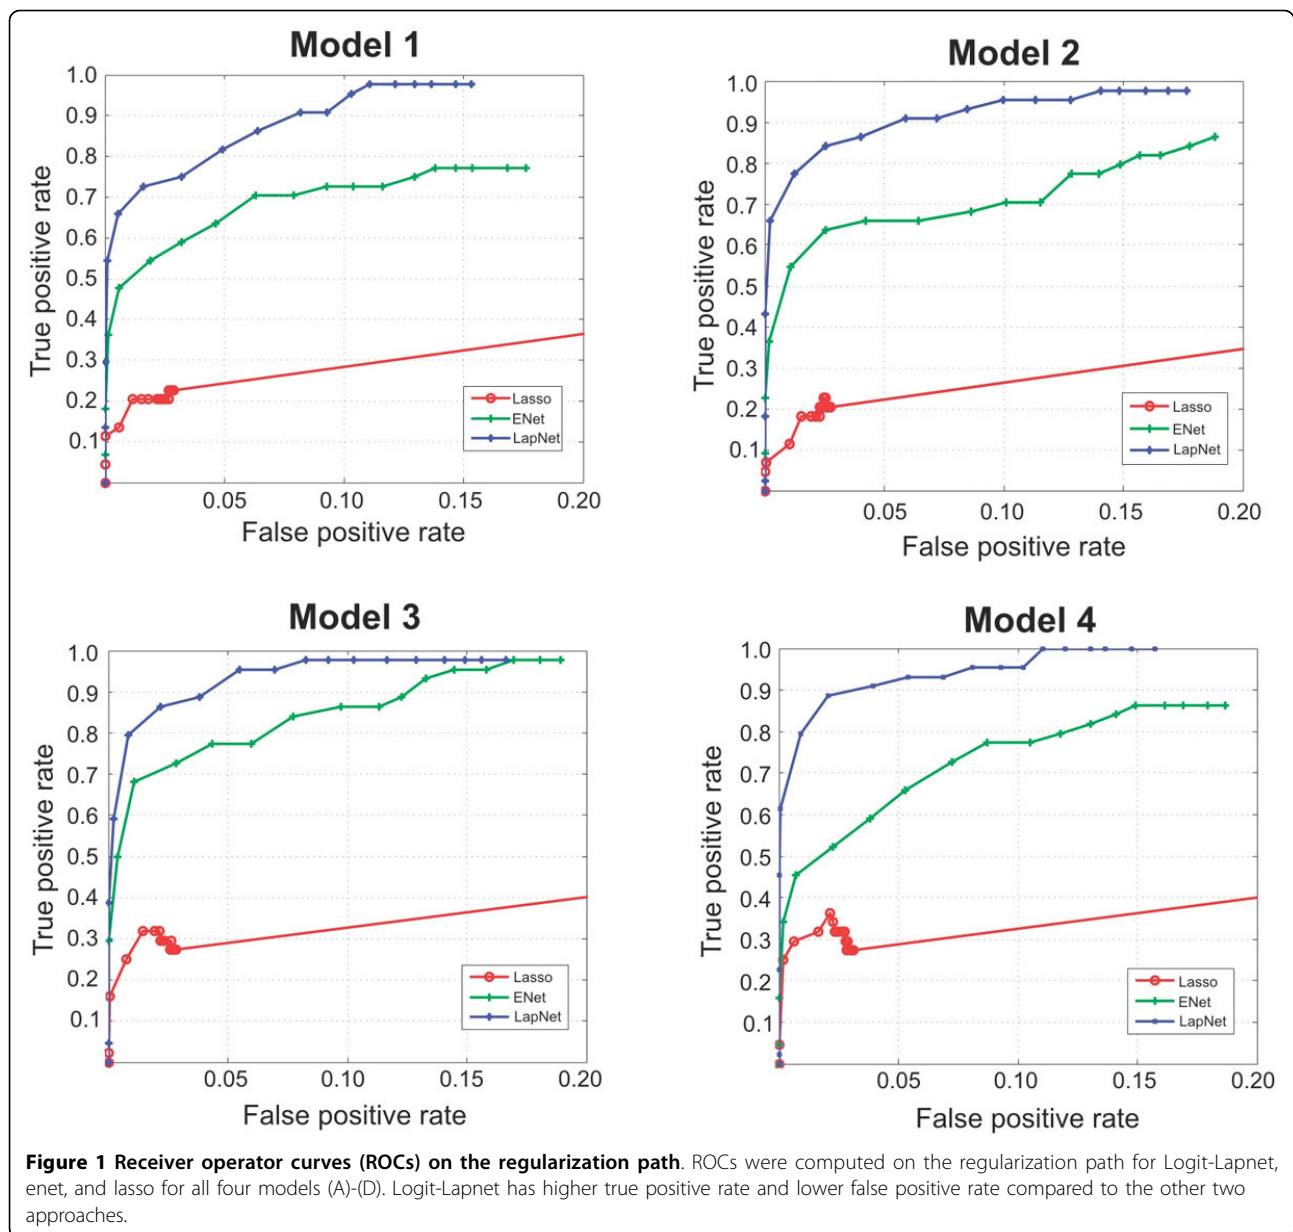 Model 1
1.0
0.9
0.8
0.7
0.6
0.5
0.4
0.3
0.2
0.1
True positive rate
Lasso
ENet
LapNet
0.05
0.10
0.15
0.20
False positive rate
Model 2
1.0
0.9
0.8
0.7
0.6
0.5
0.4
0.3
0.2
0.1
True positive rate
Lasso
ENet
LapNet
0.05
0.10
0.15
0.20
False positive rate
Model 3
1.0
0.9
0.8
0.7
0.6
0.5
0.4
0.3
0.2
0.1
True positive rate
Lasso
ENet
LapNet
0.05
0.10
0.15
0.20
False positive rate
Model 4
1.0
0.9
0.8
0.7
0.6
0.5
0.4
0.3
0.2
0.1
True positive rate
Lasso
ENet
LapNet
0.05
0.10
0.15
0.20
False positive rate
Figure 1 Receiver operator curves (ROCs) on the regularization path. ROCs were computed on the regularization path for Logit-Lapnet,
enet, and lasso for all four models (A)-(D). Logit-Lapnet has higher true positive rate and lower false positive rate compared to the other two
approaches.